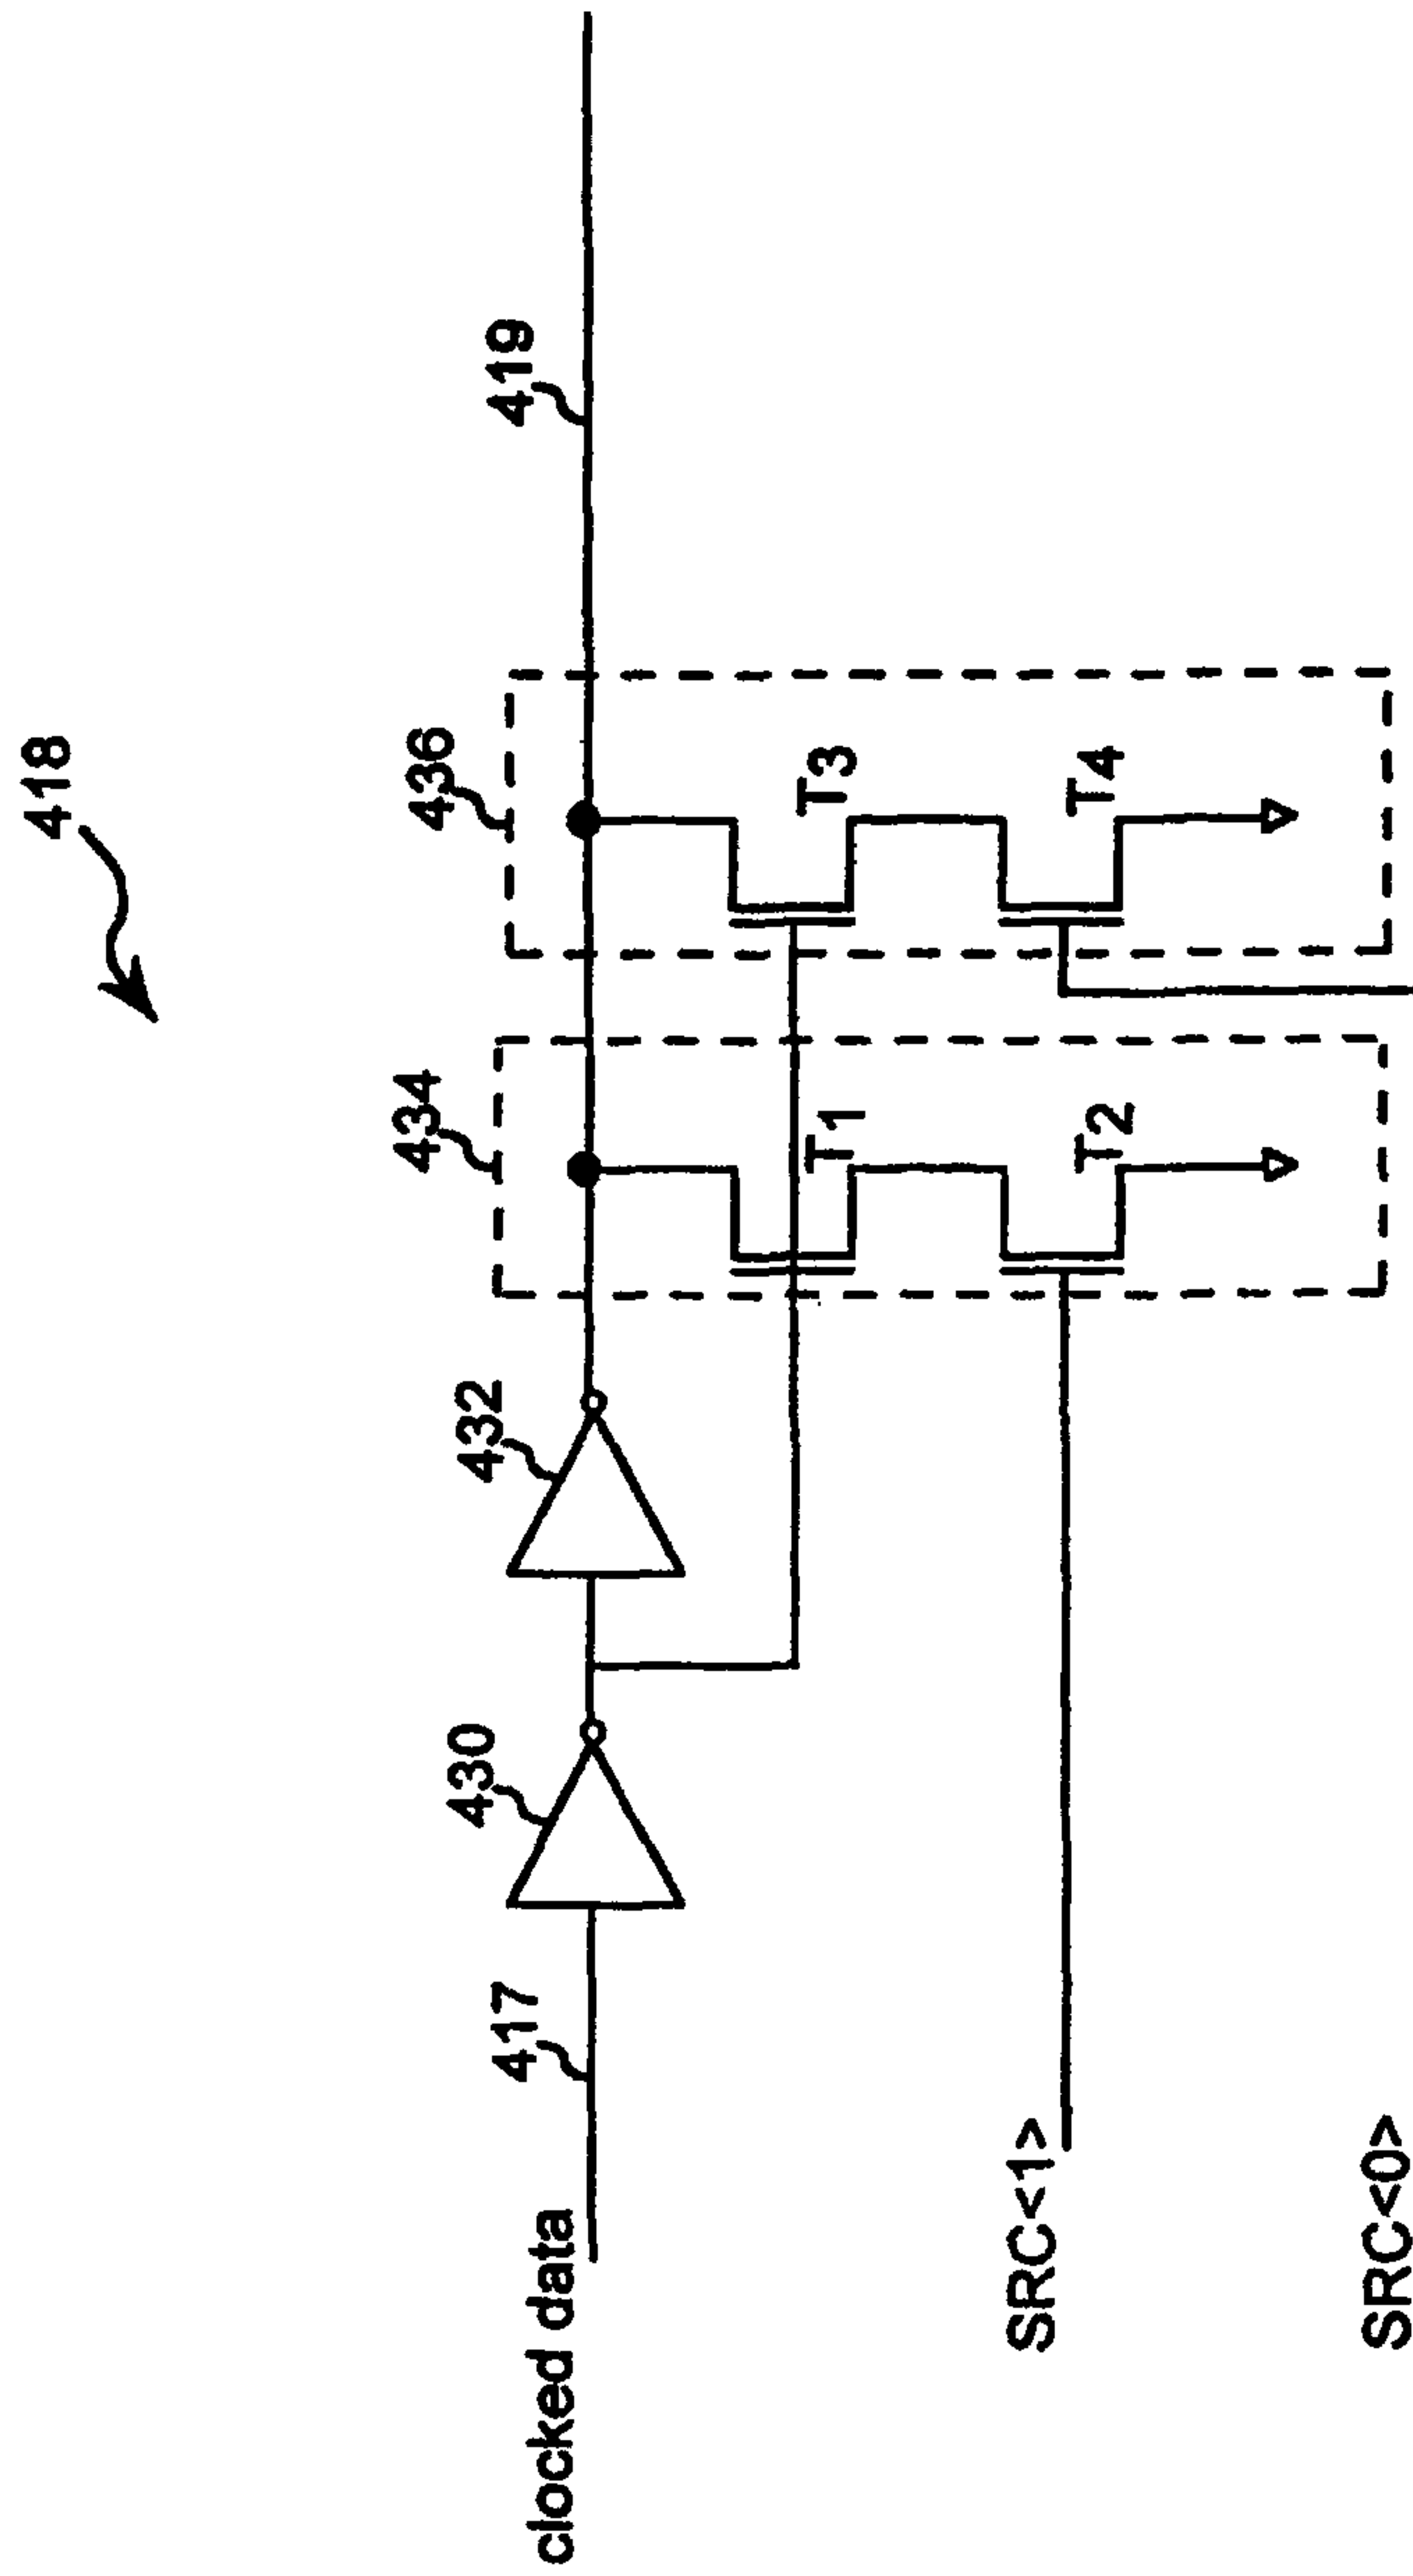 418
419
436
434
432
430
417
T3
T4
T1
T2
clocked data
SRC<1>
SRC<0>